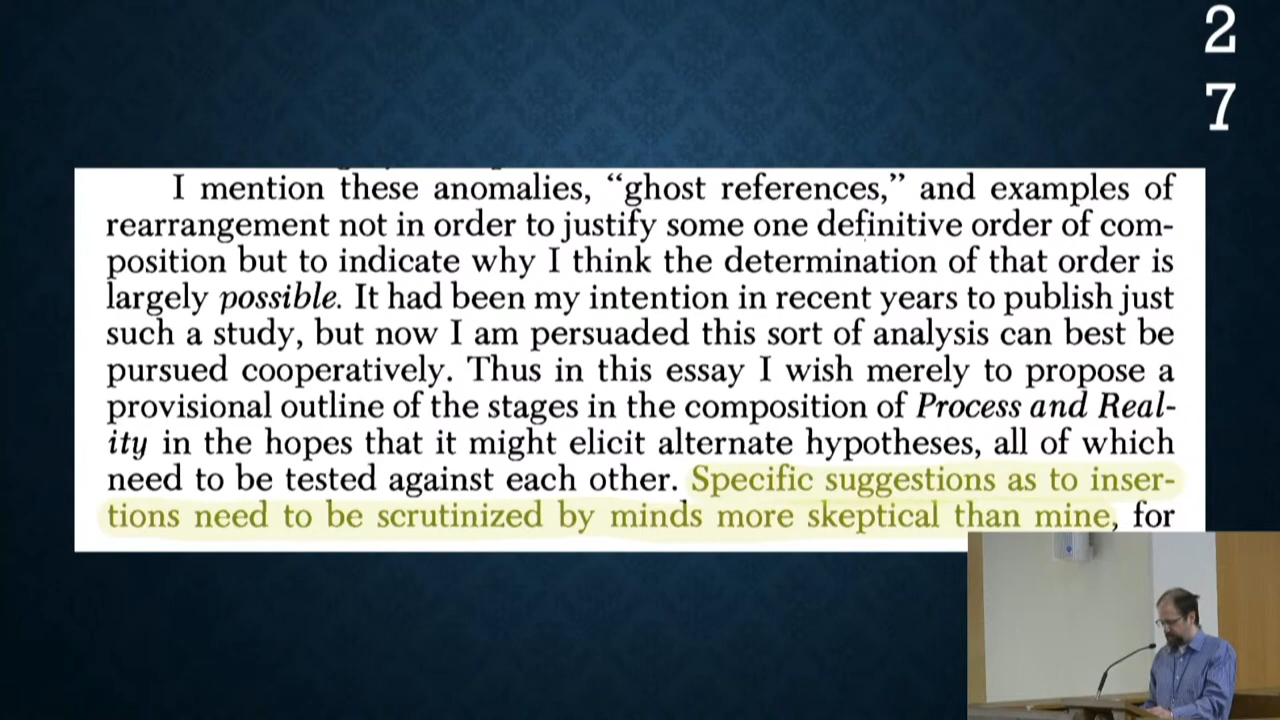 2
7
I mention these anomalies, “ghost references,” and examples of
rearrangement not in order to justify some one definitive order of com-
position but to indicate why I think the determination of that order is
largely possible. It had been my intention in recent years to publish just
such a study, but now I am persuaded this sort of analysis can best be
pursued cooperatively. Thus in this essay I wish merely to propose a
provisional outline of the stages in the composition of Process and Real-
ity in the hopes that it might elicit alternate hypotheses, all of which
need to be tested against each other. Specific suggestions as to inser-
tions need to be scrutinized by minds more skeptical than mine, for